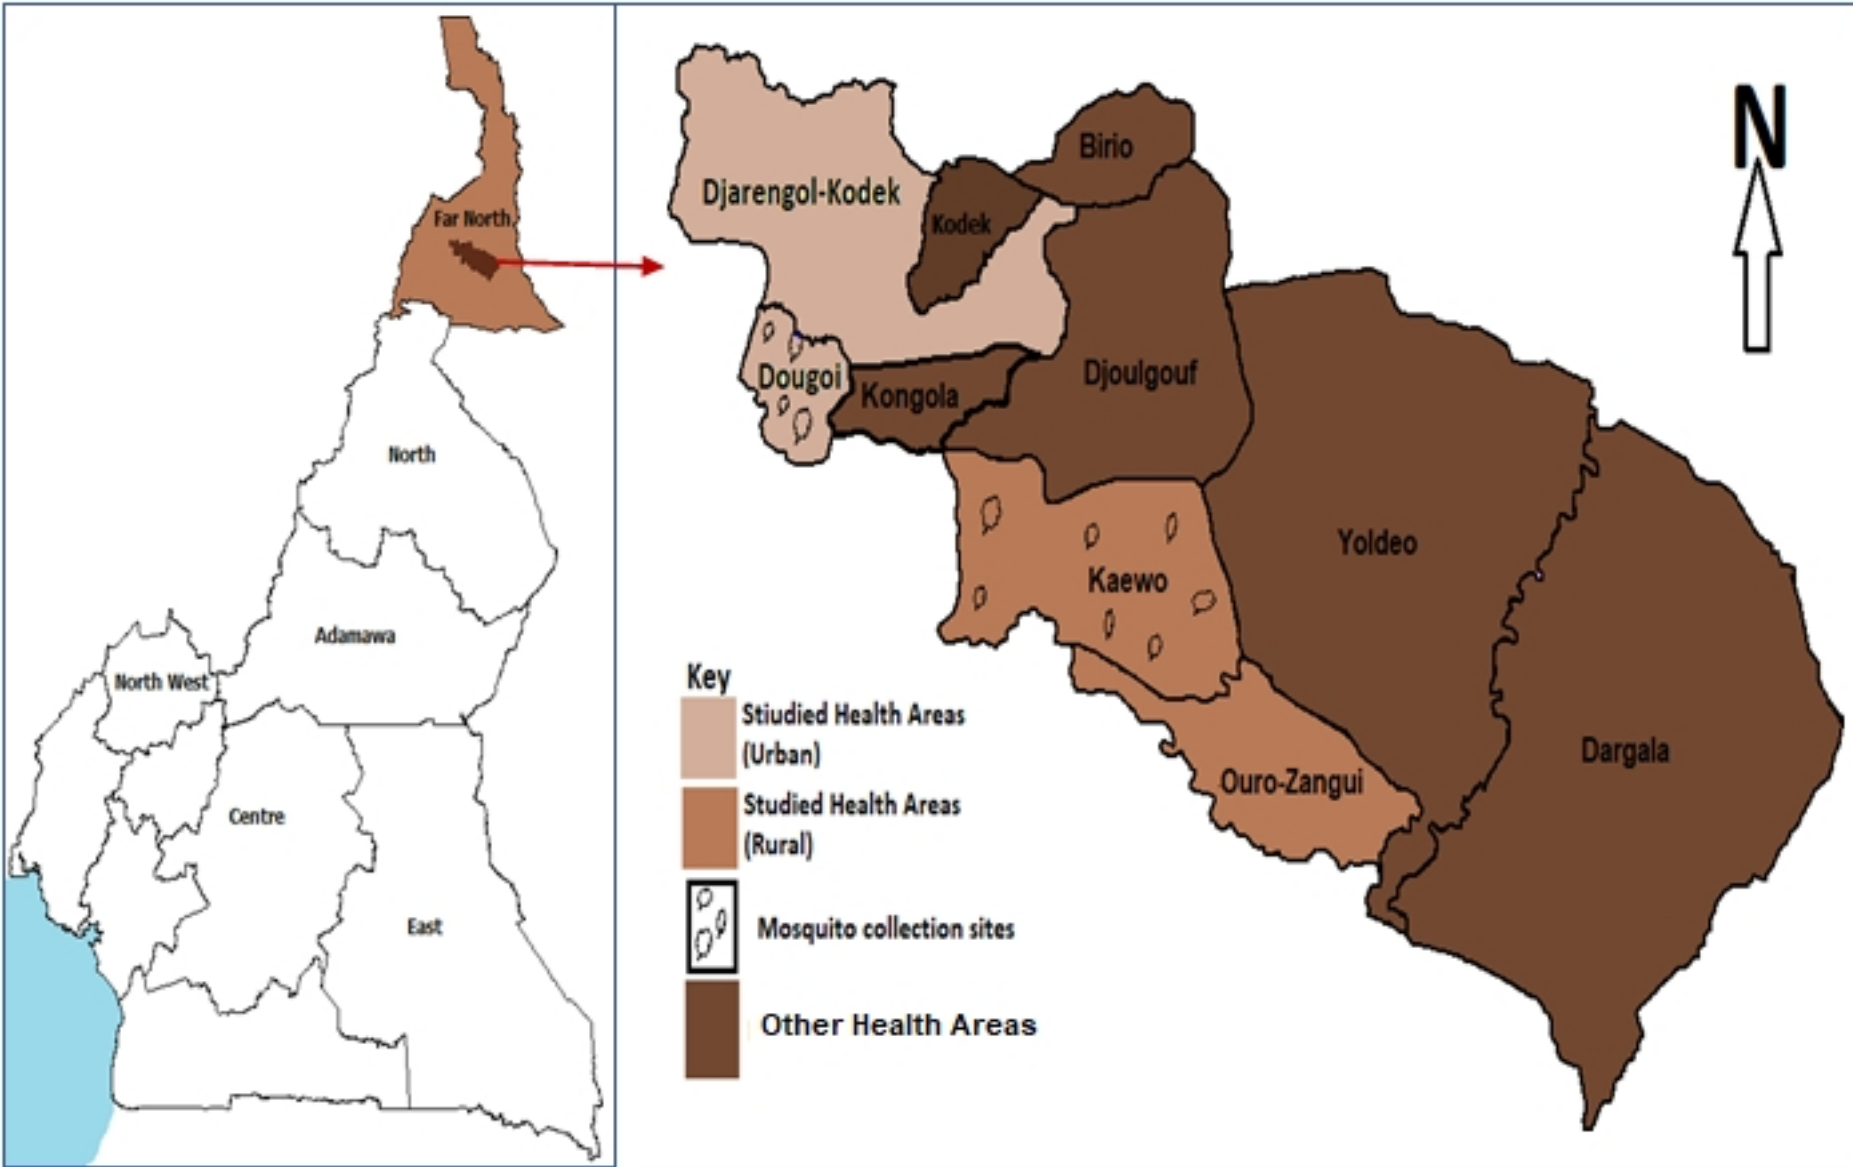 Far North
North
Adamawa
North West
Centre
East
N
Birio
Djarengol-Kodek
Kodek
Dougoi
Kongola
Djoulgouf
Yoldeo
Kaewo
Dargala
Ouro-Zangui
Key
Stiudied Health Areas
(Urban)
Studied Health Areas
(Rural)
Mosquito collection sites
Other Health Areas